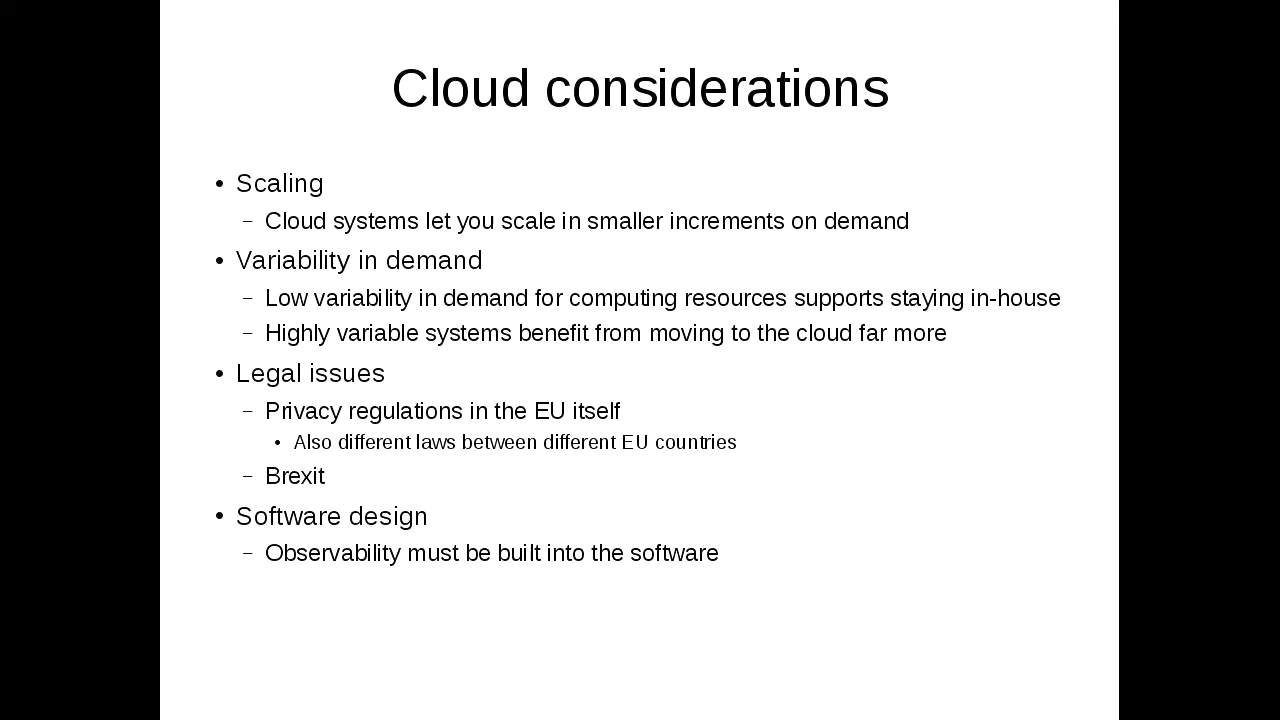 Cloud considerations
• Scaling
– Cloud systems let you scale in smaller increments on demand
• Variability in demand
– Low variability in demand for computing resources supports staying in-house
– Highly variable systems benefit from moving to the cloud far more
• Legal issues
– Privacy regulations in the EU itself
• Also different laws between different EU countries
– Brexit
• Software design
– Observability must be built into the software